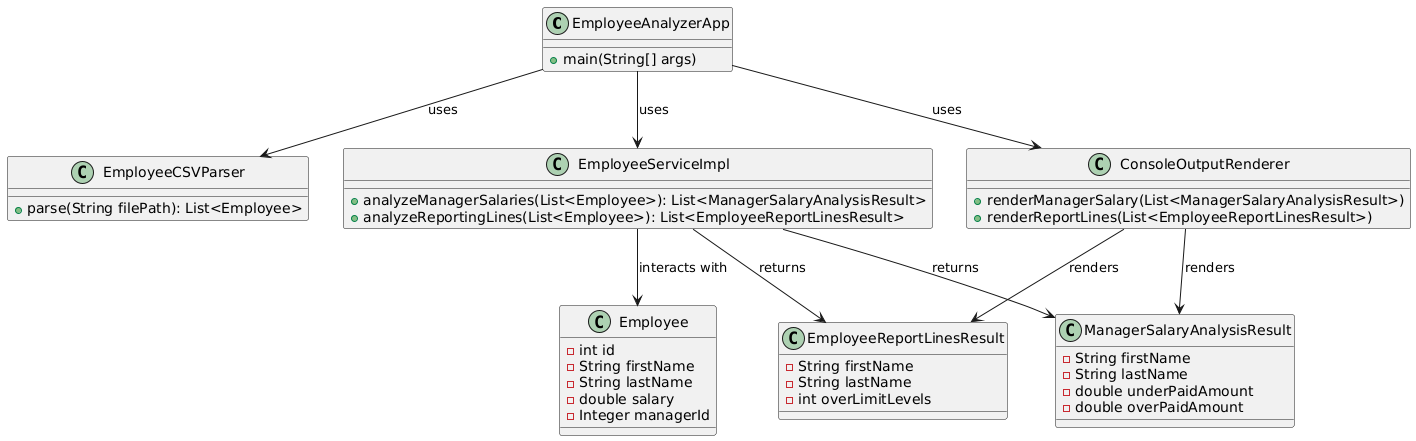 C EmployeeAnalyzerApp
main(String[] args)
uses
uses
uses
C EmployeeCSVParser
parse(String filePath): List<Employee>
C EmployeeServiceImpl
analyzeManagerSalaries(List<Employee>): List<ManagerSalaryAnalysisResult>
analyzeReportingLines(List<Employee>): List<EmployeeReportLinesResult>
C ConsoleOutputRenderer
renderManagerSalary(List<ManagerSalaryAnalysisResult>)
renderReportLines(List<EmployeeReportLinesResult>)
interacts with
returns
returns
renders
renders
C Employee
int id
String firstName
String lastName
double salary
Integer managerId
C EmployeeReportLinesResult
String firstName
String lastName
int overLimitLevels
C ManagerSalaryAnalysisResult
String firstName
String lastName
double underPaidAmount
double overPaidAmount